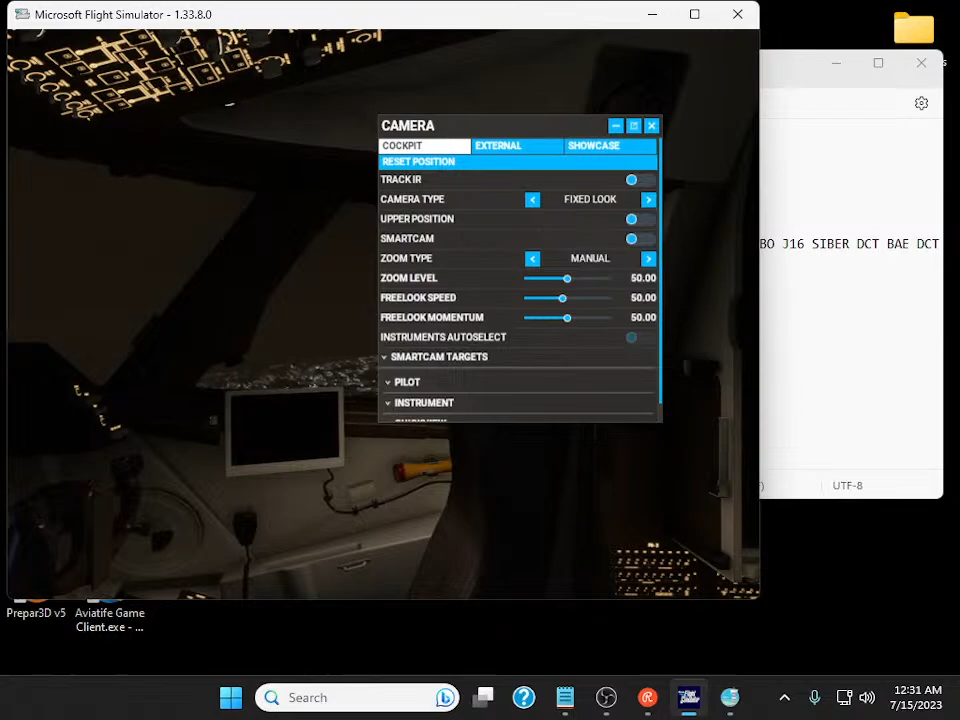 Microsoft Flight Simulator - 1.33.8.0
CAMERA
COCKPIT
EXTERNAL
SHOWCASE
RESET POSITION
TRACK IR
CAMERA TYPE
FIXED LOOK
UPPER POSITION
SMARTCAM
ZOOM TYPE
MANUAL
ZOOM LEVEL
50.00
FREELOOK SPEED
50.00
FREELOOK MOMENTUM
50.00
INSTRUMENTS AUTOSELECT
SMARTCAM TARGETS
PILOT
INSTRUMENT
BO J16 SIBER DCT BAE DCT
UTF-8
Prepar3D v5
Aviatife Game
Client.exe - ...
Search
12:31 AM
7/15/2023